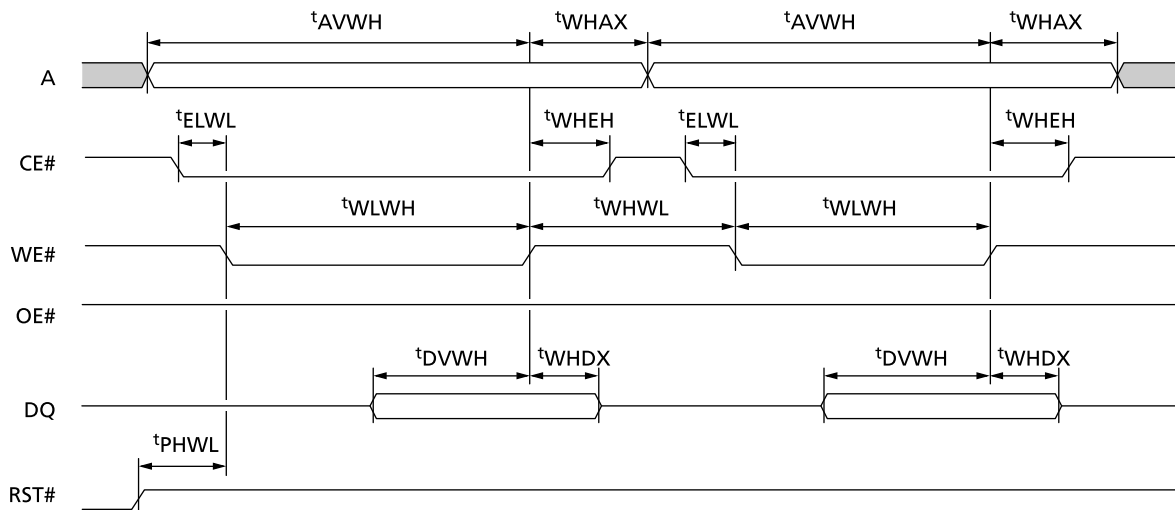 tAVWH tWHAX tAVWH tWHAX
A
tELWL tWHEH tELWL tWHEH
CE#
tWLWH tWHWL tWLWH
WE#
OE#
tDVWH tWHDX tDVWH tWHDX
DQ
tPHWL
RST#